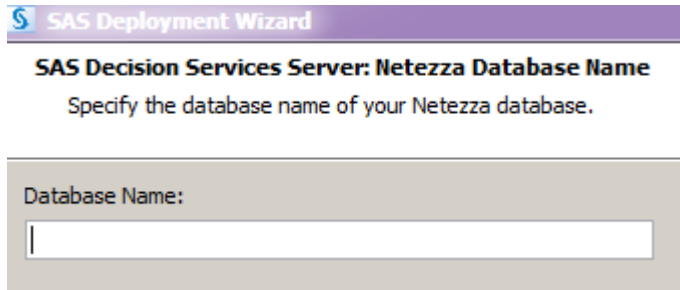 SAS Deployment Wizard
SAS Decision Services Server: Netezza Database Name
Specify the database name of your Netezza database.
Database Name: